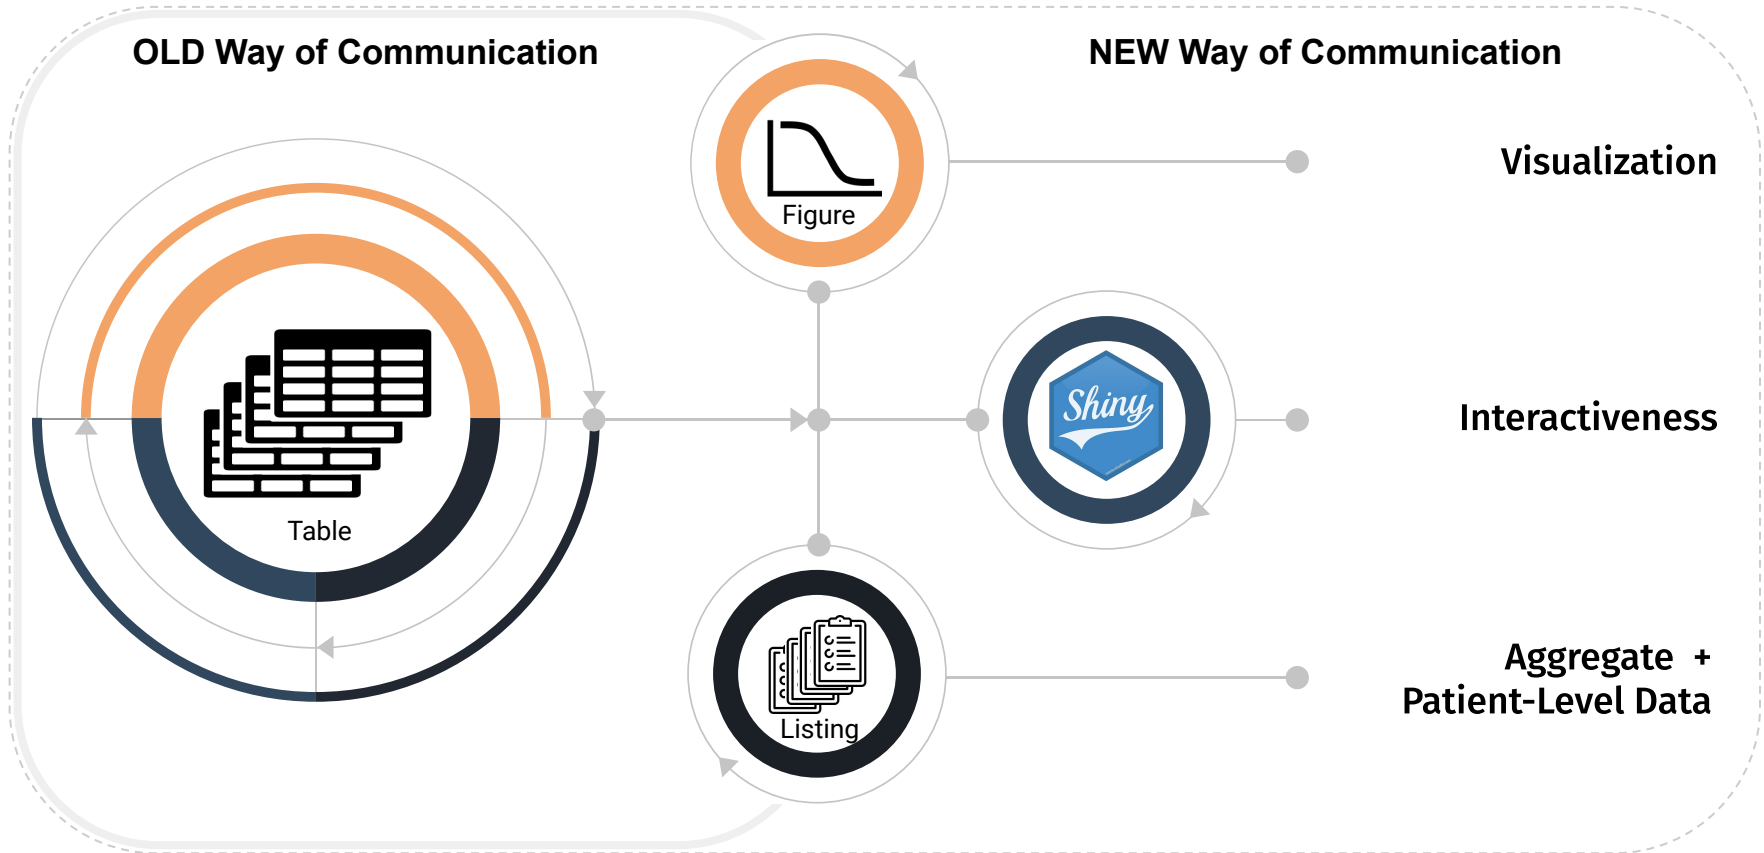 OLD Way of Communication
NEW Way of Communication
Figure
Visualization
Table
Shiny
Interactiveness
Listing
Aggregate +
Patient-Level Data